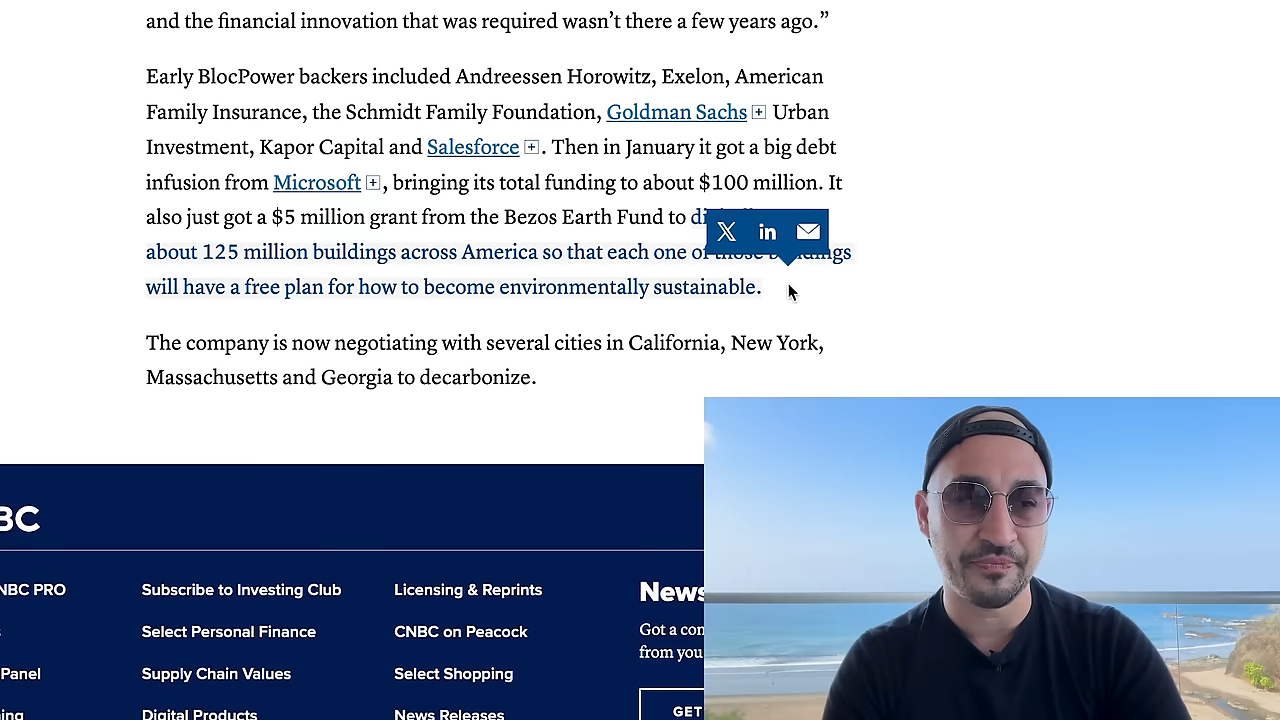 and the financial innovation that was required wasn’t there a few years ago.”
Early BlocPower backers included Andreessen Horowitz, Exelon, American
Family Insurance, the Schmidt Family Foundation, Goldman Sachs Urban
Investment, Kapor Capital and Salesforce. Then in January it got a big debt
infusion from Microsoft, bringing its total funding to about $100 million. It
also just got a $5 million grant from the Bezos Earth Fund to
about 125 million buildings across America so that each one of those buildings
will have a free plan for how to become environmentally sustainable.
The company is now negotiating with several cities in California, New York,
Massachusetts and Georgia to decarbonize.
BC
NBC PRO
Subscribe to Investing Club
Licensing & Reprints
News
Select Personal Finance
CNBC on Peacock
Got a con
from you
Panel
Supply Chain Values
Select Shopping
ing
Digital Products
News Releases
GET